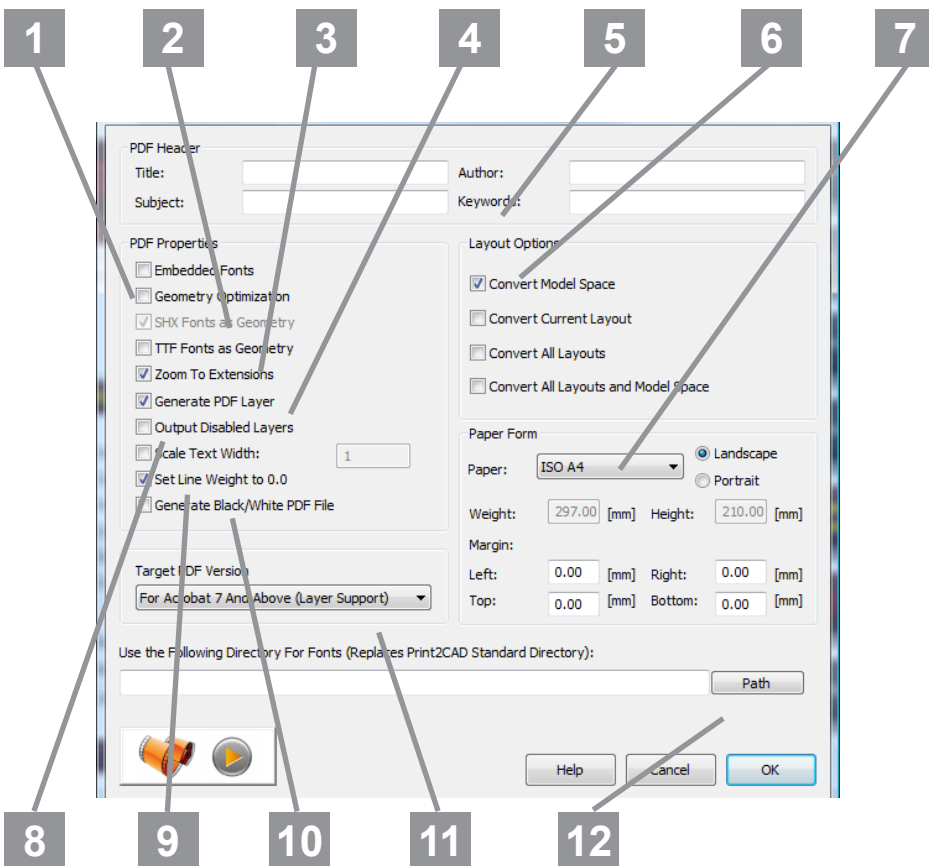 1 2 3 4 5 6 7
PDF Header
Title: Author:
Subject: Keywords:
PDF Properties
Embedded Fonts
Geometry Optimization
SHX Fonts as Geometry
TTF Fonts as Geometry
Zoom To Extensions
Generate PDF Layer
Output Disabled Layers
Scale Text Width: 1
Set Line Weight to 0.0
Generate Black/White PDF File
Target PDF Version
For Acrobat 7 And Above (Layer Support)
Layout Options
Convert Model Space
Convert Current Layout
Convert All Layouts
Convert All Layouts and Model Space
Paper Form
Paper: ISO A4 Landscape
Portrait
Weight: 297.00 [mm] Height: 210.00 [mm]
Margin:
Left: 0.00 [mm] Right: 0.00 [mm]
Top: 0.00 [mm] Bottom: 0.00 [mm]
Use the Following Directory For Fonts (Replaces Print2CAD Standard Directory):
Path
Help Cancel OK
8 9 10 11 12